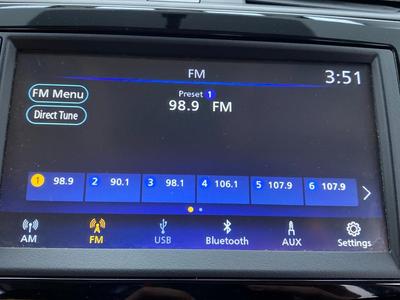 FM 3:51
FM Menu Preset 1
98.9 FM
Direct Tune
1 98.9 2 90.1 3 98.1 4 106.1 5 107.9 6 107.9
AM FM USB Bluetooth AUX Settings